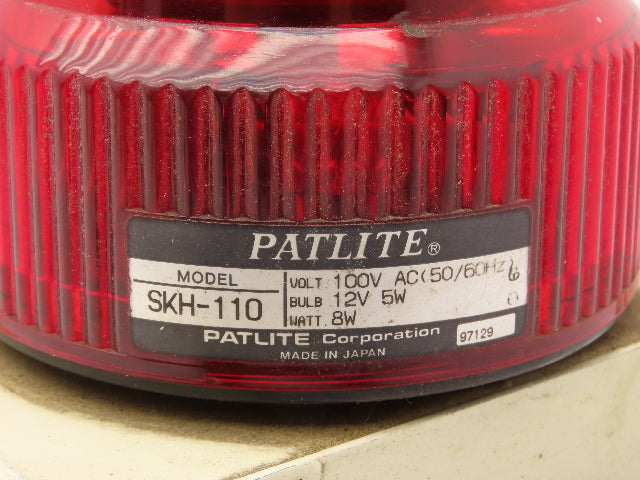 PATLITE®
MODEL
SKH-110
VOLT. 100V AC(50/60Hz)
BULB 12V 5W
WATT. 8W
PATLITE Corporation
97129
MADE IN JAPAN